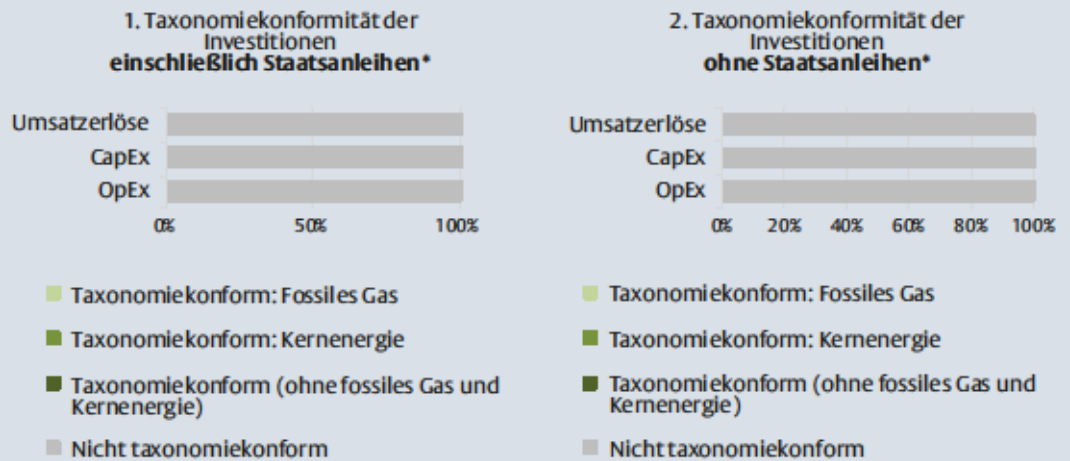 1. Taxonomiekonformität der
Investitionen
einschließlich Staatsanleihen*
Umsatzerlöse
CapEx
OpEx
0% 50% 100%
Taxonomiekonform: Fossiles Gas
Taxonomiekonform: Kernenergie
Taxonomiekonform (ohne fossiles Gas und
Kernenergie)
Nicht taxonomiekonform
2. Taxonomiekonformität der
Investitionen
ohne Staatsanleihen*
Umsatzerlöse
CapEx
OpEx
0% 20% 40% 60% 80% 100%
Taxonomiekonform: Fossiles Gas
Taxonomiekonform: Kernenergie
Taxonomiekonform (ohne fossiles Gas und
Kernenergie)
Nicht taxonomiekonform